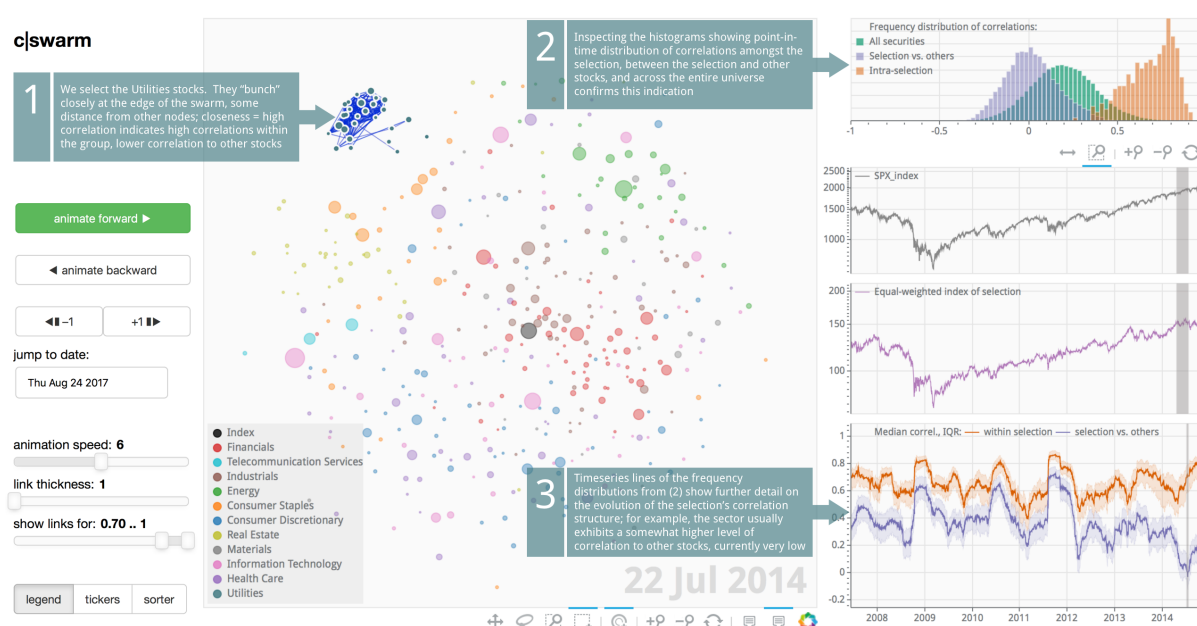 c|swarm
1
We select the Utilities stocks. They “bunch”
closely at the edge of the swarm, some
distance from other nodes; closeness = high
correlation indicates high correlations within
the group, lower correlation to other stocks
2
Inspecting the histograms showing point-in-
time distribution of correlations amongst the
selection, between the selection and other
stocks, and across the entire universe
confirms this indication
Frequency distribution of correlations:
All securities
Selection vs. others
Intra-selection
-1 -0.5 0 0.5
animate forward ▶
◀ animate backward
−1
+1
jump to date:
Thu Aug 24 2017
animation speed: 6
link thickness: 1
show links for: 0.70 .. 1
legend tickers sorter
Index
Financials
Telecommunication Services
Industrials
Energy
Consumer Staples
Consumer Discretionary
Real Estate
Materials
Information Technology
Health Care
Utilities
3
Timeseries lines of the frequency
distributions from (2) show further detail on
the evolution of the selection’s correlation
structure; for example, the sector usually
exhibits a somewhat higher level of
correlation to other stocks, currently very low
22 Jul 2014
SPX_index
2500
2000
1500
1000
Equal-weighted index of selection
200
150
100
Median correl., IQR: within selection selection vs. others
1
0.8
0.6
0.4
0.2
0
-0.2
2008 2009 2010 2011 2012 2013 2014